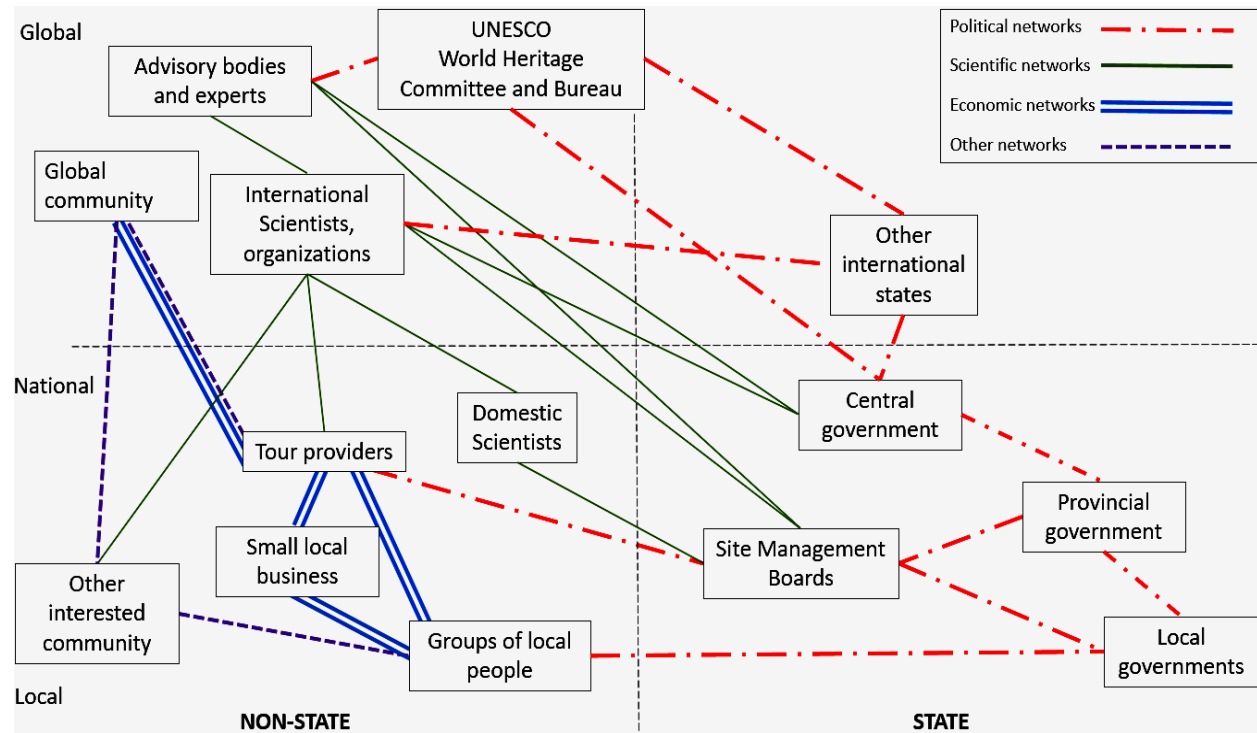 Global
UNESCO
World Heritage
Committee and Bureau
Political networks
Scientific networks
Economic networks
Other networks
Advisory bodies
and experts
Global
community
International
Scientists,
organizations
Other
international
states
National
Domestic
Scientists
Central
government
Tour providers
Provincial
government
Small local
business
Site Management
Boards
Other
interested
community
Groups of local
people
Local
governments
Local
NON-STATE
STATE